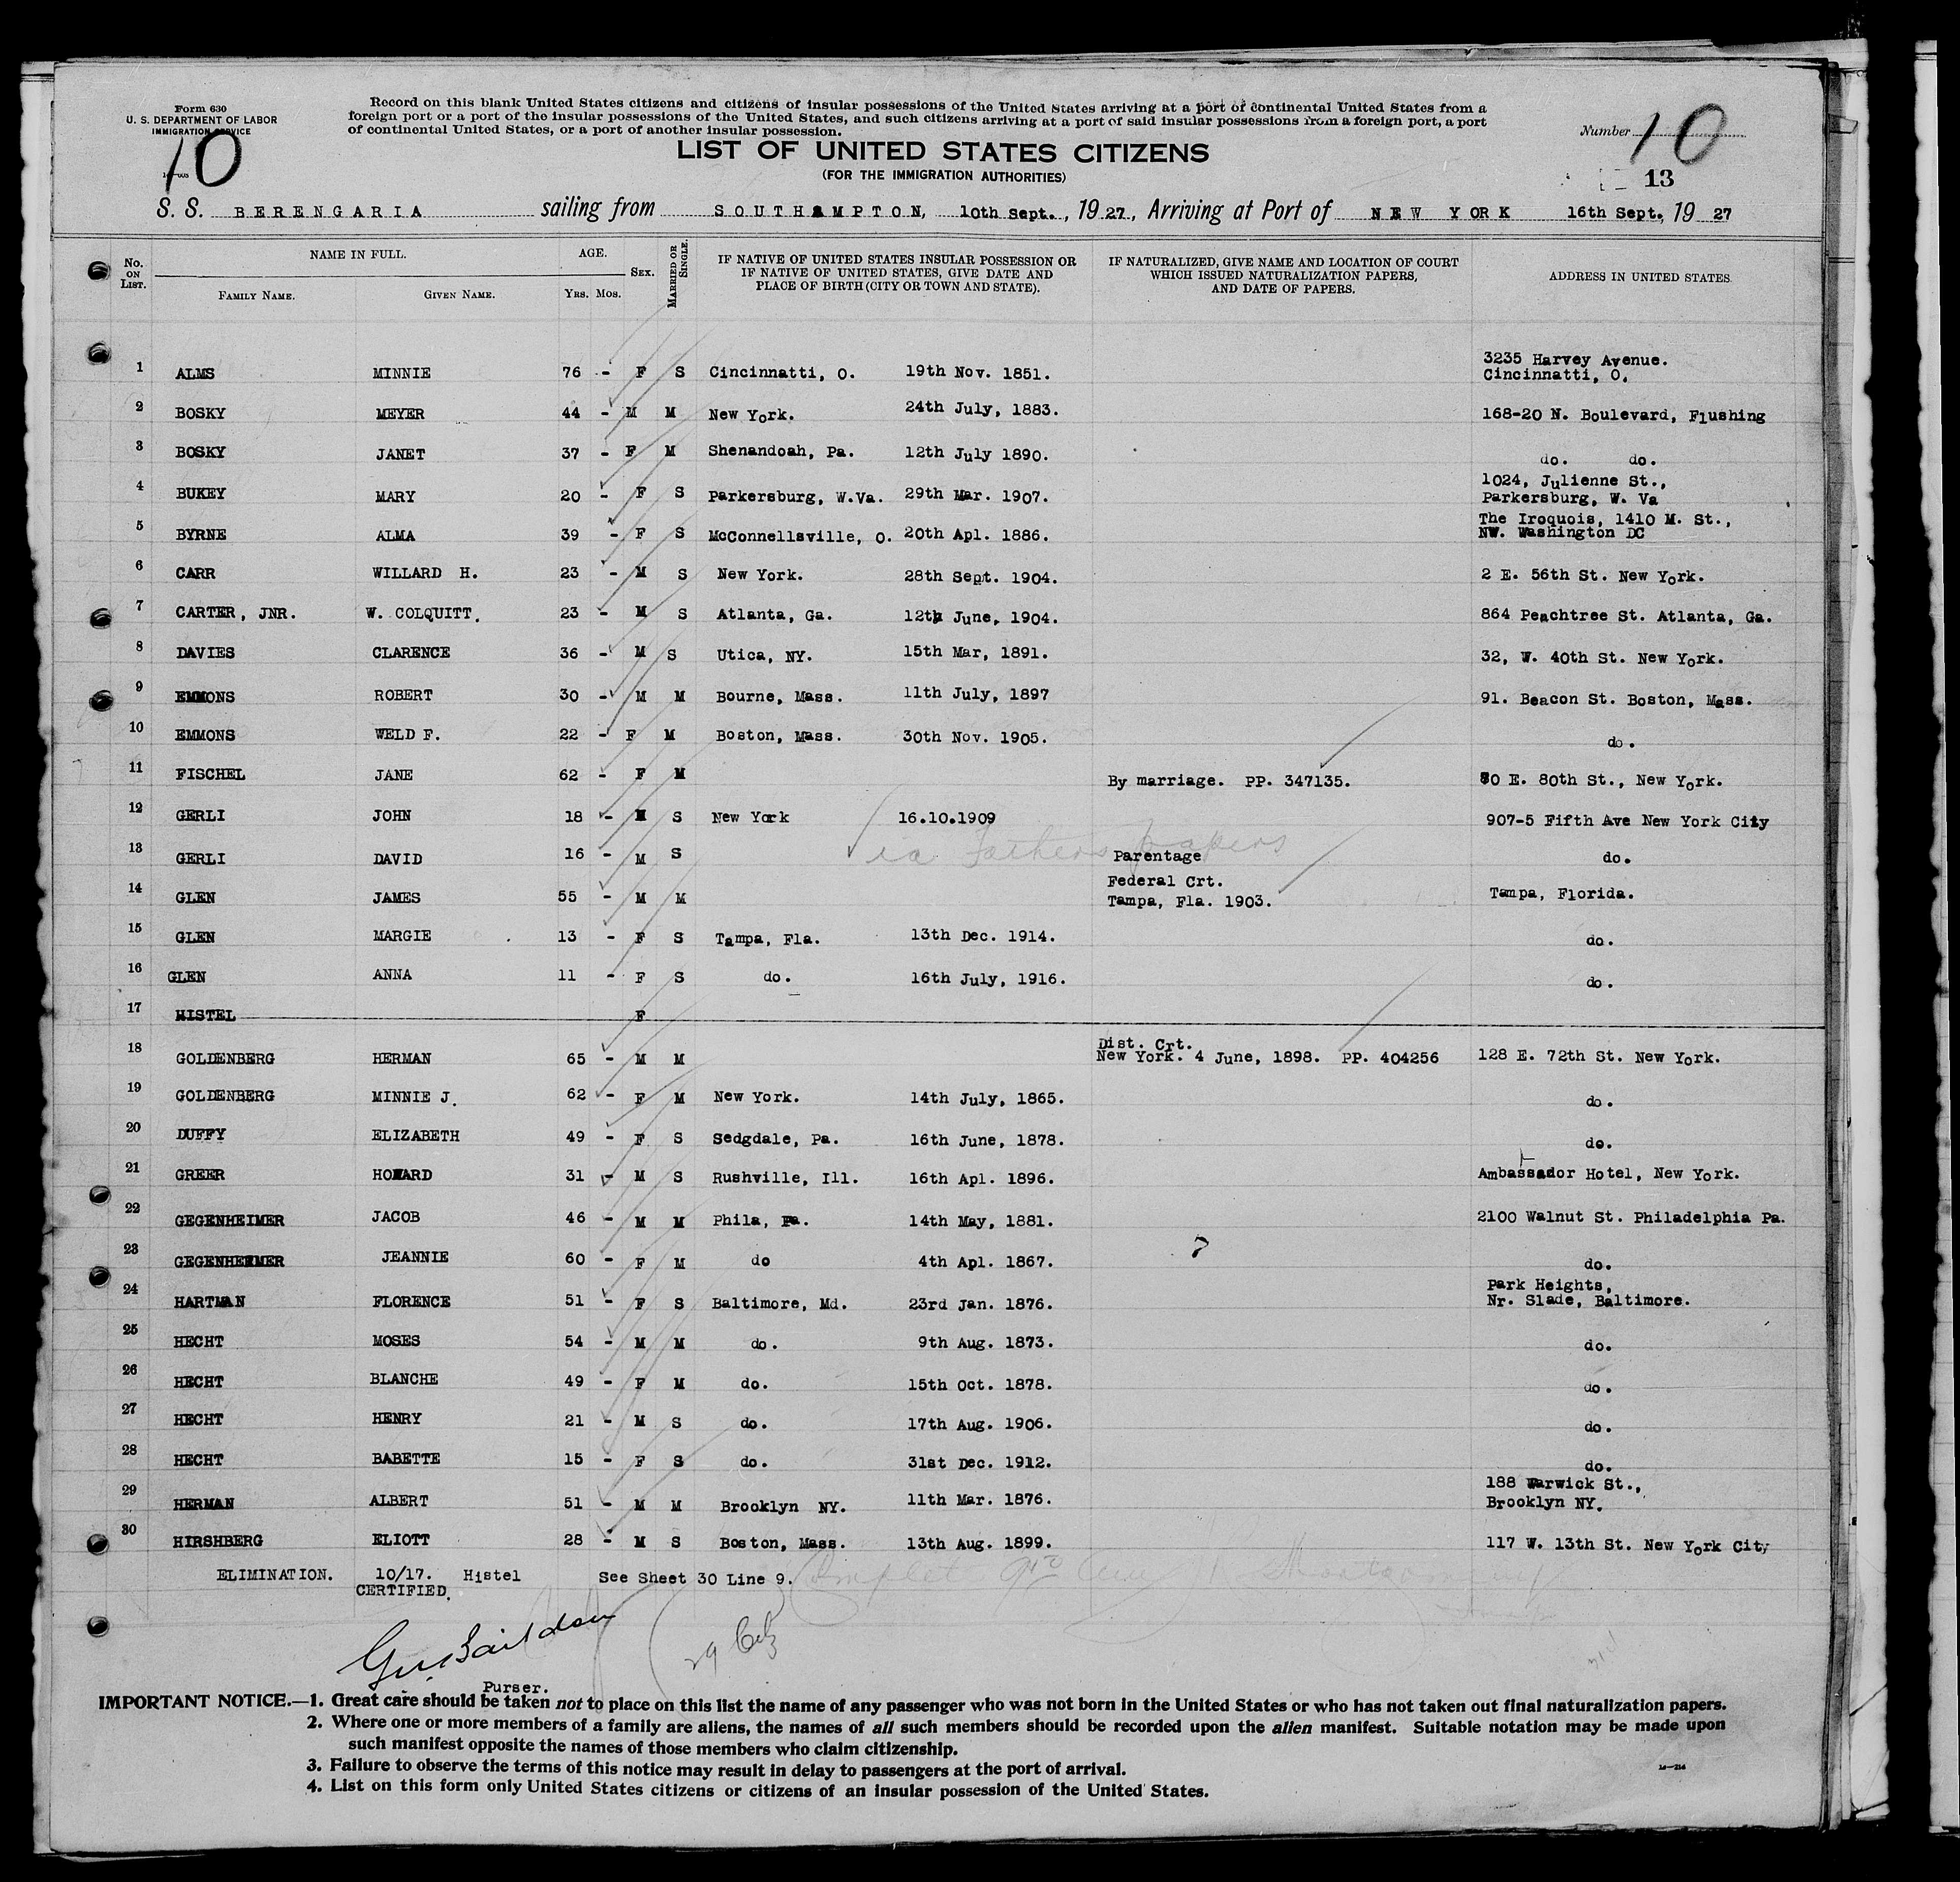 Form 630
U. S. DEPARTMENT OF LABOR
IMMIGRATION SERVICE
10
Record on this blank United States citizens and citizens of insular possessions of the United States arriving at a port of continental United States from a
foreign port or a port of the insular possessions of the United States, and such citizens arriving at a port of said insular possessions from a foreign port, a port
of continental United States, or a port of another insular possession.
Number 10
13
LIST OF UNITED STATES CITIZENS
(FOR THE IMMIGRATION AUTHORITIES)
S. S. BERENGARIA sailing from SOUTHAMPTON, 10th Sept., 19 27, Arriving at Port of NEW YORK 16th Sept, 19 27
No. ON LIST. NAME IN FULL. FAMILY NAME. GIVEN NAME. AGE. YRS. MOS. SEX. MARRIED OR SINGLE. IF NATIVE OF UNITED STATES INSULAR POSSESSION OR IF NATIVE OF UNITED STATES, GIVE DATE AND PLACE OF BIRTH (CITY OR TOWN AND STATE). IF NATURALIZED, GIVE NAME AND LOCATION OF COURT WHICH ISSUED NATURALIZATION PAPERS, AND DATE OF PAPERS. ADDRESS IN UNITED STATES.
1 ALMS MINNIE 76 - F S Cincinnatti, O. 19th Nov. 1851. 3235 Harvey Avenue. Cincinnatti, O.
2 BOSKY MEYER 44 - M M New York. 24th July, 1883. 168-20 N. Boulevard, Flushing
3 BOSKY JANET 37 - F M Shenandoah, Pa. 12th July 1890. do. do.
4 BUKEY MARY 20 - F S Parkersburg, W.Va. 29th Mar. 1907. 1024, Julienne St., Parkersburg, W. Va
5 BYRNE ALMA 39 - F S McConnellsville, O. 20th Apl. 1886. The Iroquois, 1410 M. St., NW. Washington DC
6 CARR WILLARD H. 23 - M S New York. 28th Sept. 1904. 2 E. 56th St. New York.
7 CARTER, JNR. W. COLQUITT. 23 - M S Atlanta, Ga. 12th June, 1904. 864 Peachtree St. Atlanta, Ga.
8 DAVIES CLARENCE 36 - M S Utica, NY. 15th Mar, 1891. 32, W. 40th St. New York.
9 EMMONS ROBERT 30 - M M Bourne, Mass. 11th July, 1897 91. Beacon St. Boston, Mass.
10 EMMONS WELD F. 22 - F M Boston, Mass. 30th Nov. 1905. do.
11 FISCHEL JANE 62 - F M By marriage. PP. 347135. 80 E. 80th St., New York.
12 GERLI JOHN 18 - M S New York 16.10.1909 907-5 Fifth Ave New York City
13 GERLI DAVID 16 - M S Fathers papers Parentage do.
14 GLEN JAMES 55 - M M Federal Crt. Tampa, Fla. 1903. Tampa, Florida.
15 GLEN MARGIE 13 - F S Tampa, Fla. 13th Dec. 1914. do.
16 GLEN ANNA 11 - F S do. 16th July, 1916. do.
17 HISTEL F
18 GOLDENBERG HERMAN 65 - M M Dist. Crt. New York. 4 June, 1898. PP. 404256 128 E. 72th St. New York.
19 GOLDENBERG MINNIE J. 62 - F M New York. 14th July, 1865. do.
20 DUFFY ELIZABETH 49 - F S Sedgdale, Pa. 16th June, 1878. do.
21 GREER HOWARD 31 - M S Rushville, Ill. 16th Apl. 1896. Ambassador Hotel, New York.
22 GEGENHEIMER JACOB 46 - M M Phila, Pa. 14th May, 1881. 2100 Walnut St. Philadelphia Pa.
23 GEGENHEIMER JEANNIE 60 - F M do 4th Apl. 1867. ? do.
24 HARTMAN FLORENCE 51 - F S Baltimore, Md. 23rd Jan. 1876. Park Heights, Nr. Slade, Baltimore.
25 HECHT MOSES 54 - M M do. 9th Aug. 1873. do.
26 HECHT BLANCHE 49 - F M do. 15th Oct. 1878. do.
27 HECHT HENRY 21 - M S do. 17th Aug. 1906. do.
28 HECHT BABETTE 15 - F S do. 31st Dec. 1912. do.
29 HERMAN ALBERT 51 - M M Brooklyn NY. 11th Mar. 1876. 188 Warwick St., Brooklyn NY.
30 HIRSHBERG ELIOTT 28 - M S Boston, Mass. 13th Aug. 1899. 117 W. 13th St. New York City
ELIMINATION. 10/17. Histel See Sheet 30 Line 9.
CERTIFIED.
Purser.
IMPORTANT NOTICE.—1. Great care should be taken not to place on this list the name of any passenger who was not born in the United States or who has not taken out final naturalization papers.
2. Where one or more members of a family are aliens, the names of all such members should be recorded upon the alien manifest. Suitable notation may be made upon
such manifest opposite the names of those members who claim citizenship.
3. Failure to observe the terms of this notice may result in delay to passengers at the port of arrival.
4. List on this form only United States citizens or citizens of an insular possession of the United States.